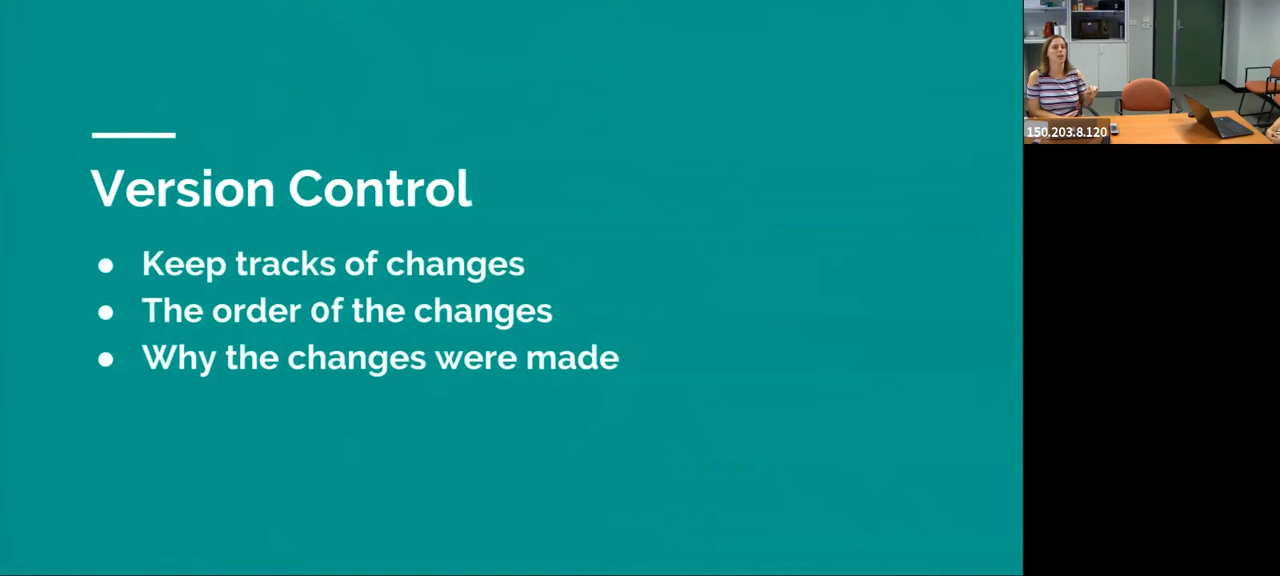 Version Control
● Keep tracks of changes
● The order 0f the changes
● Why the changes were made
150.203.8.120